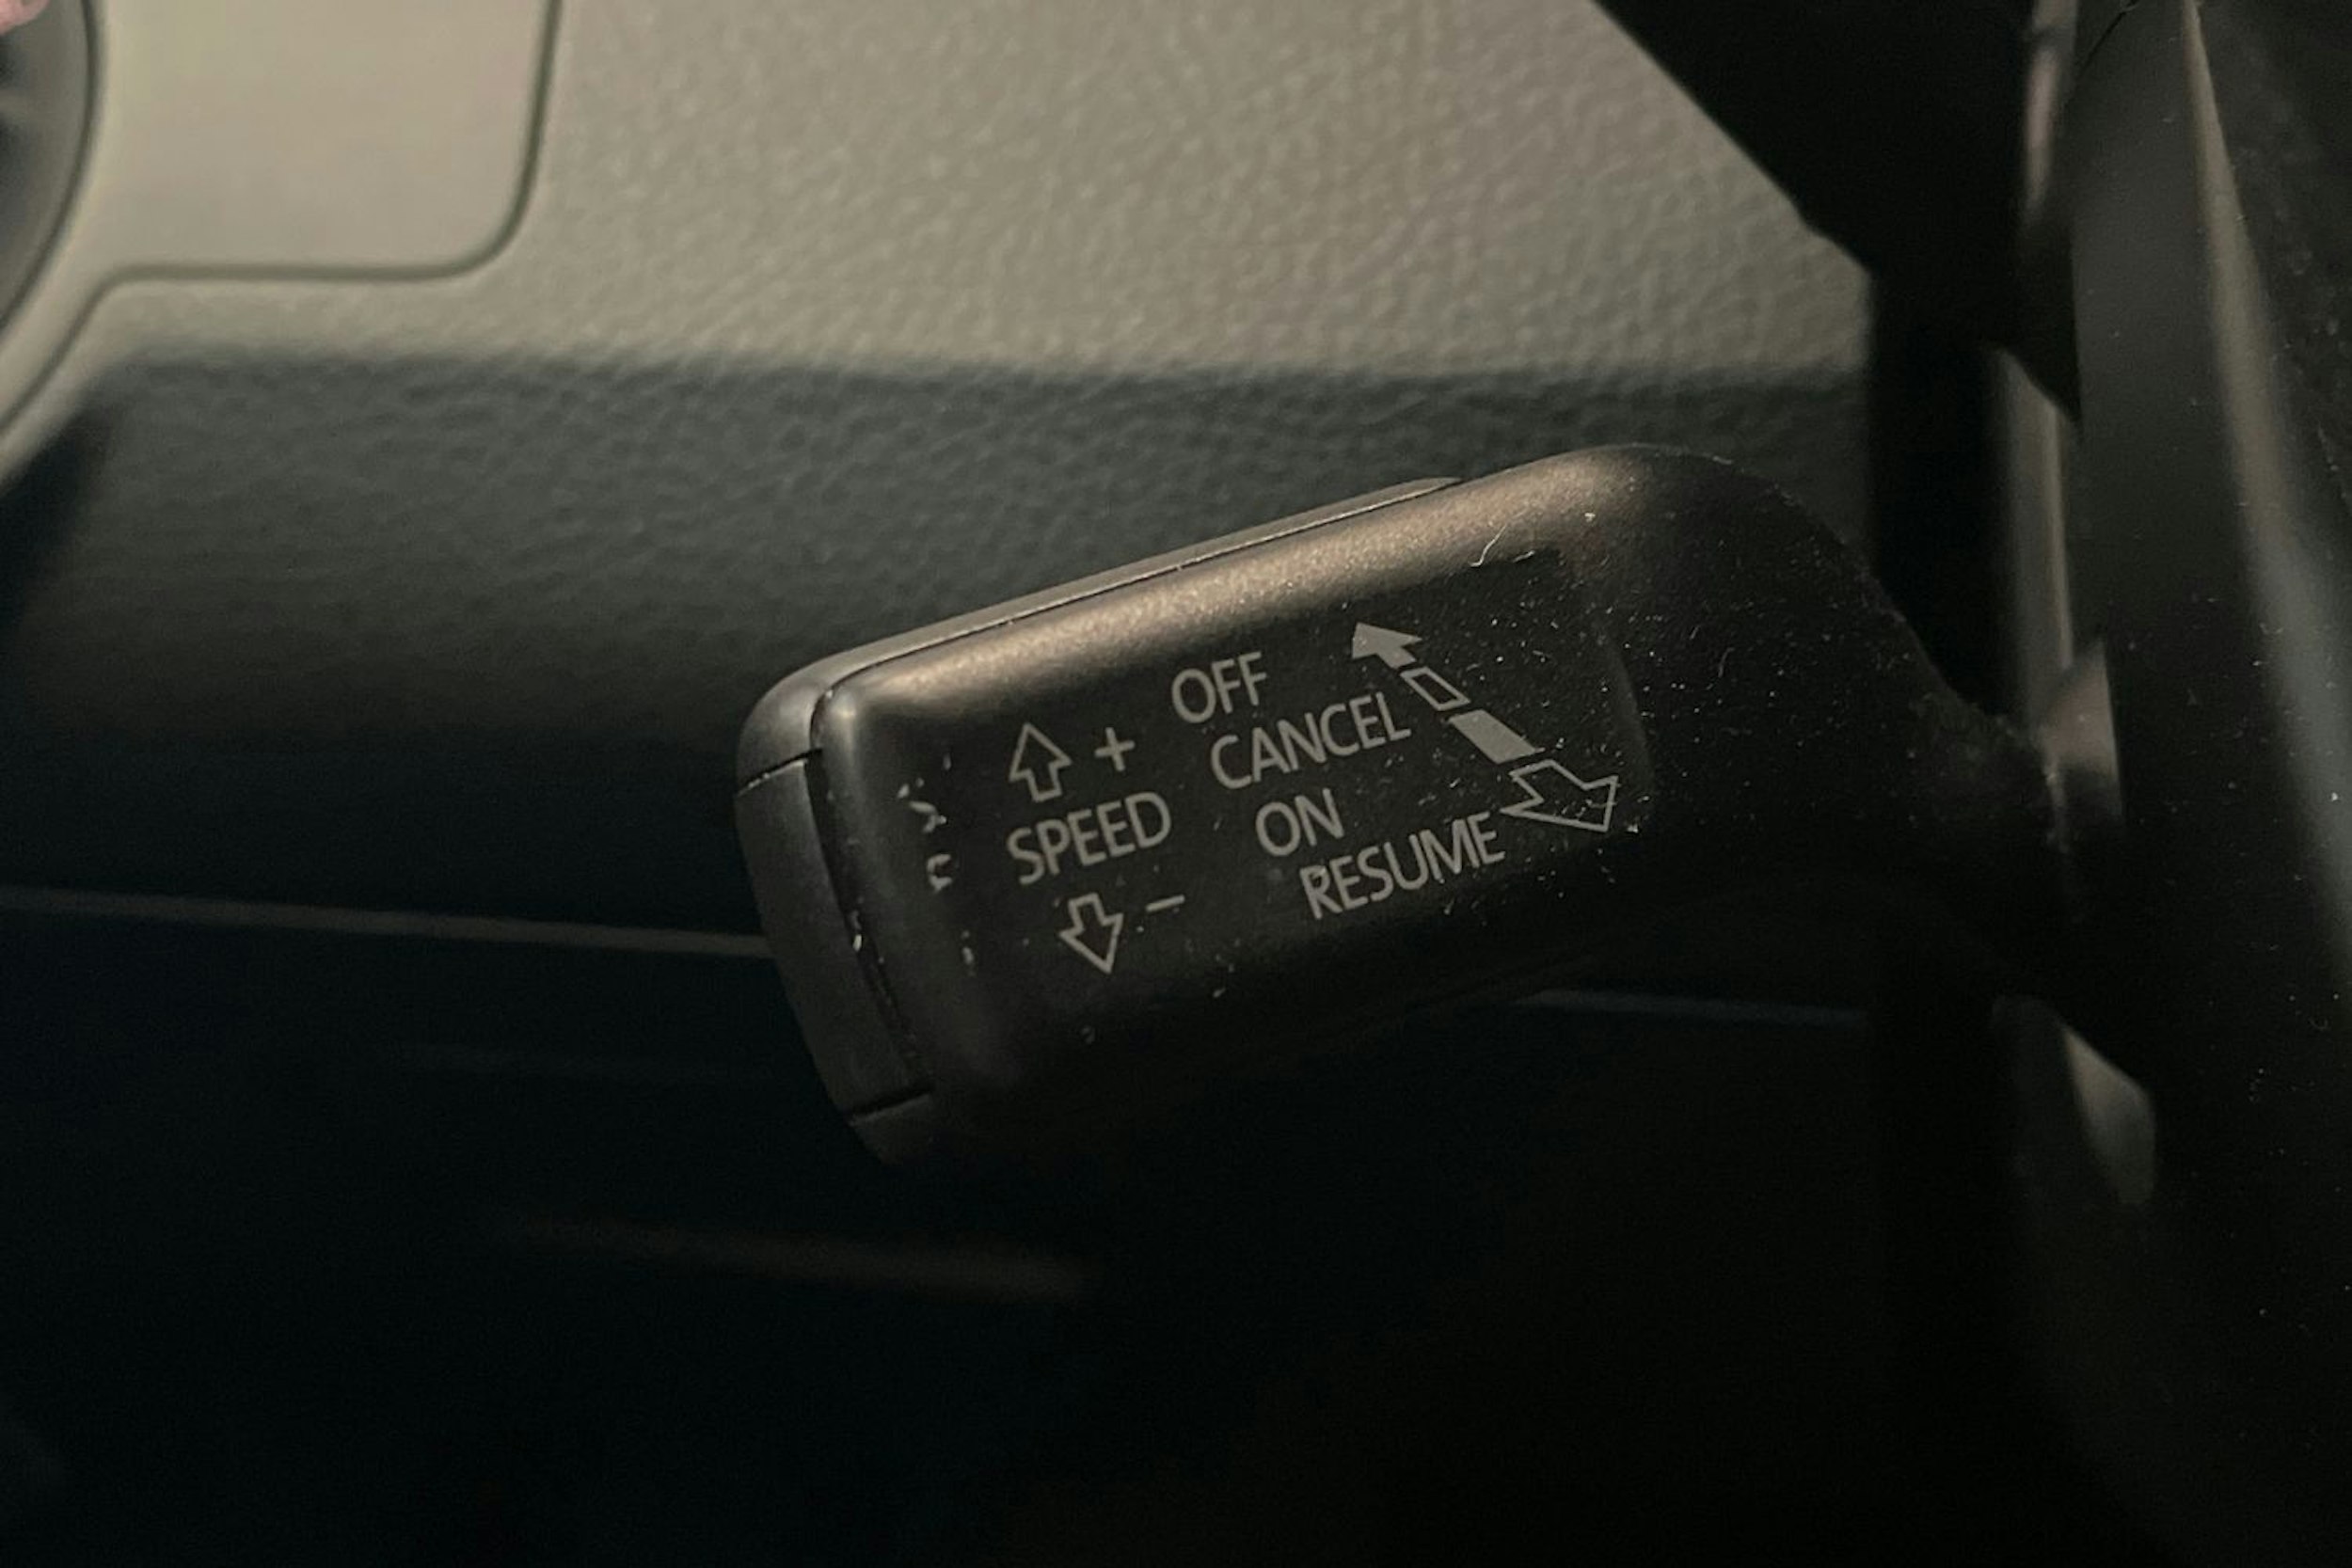 OFF
CANCEL
ON
RESUME
+
SPEED
−